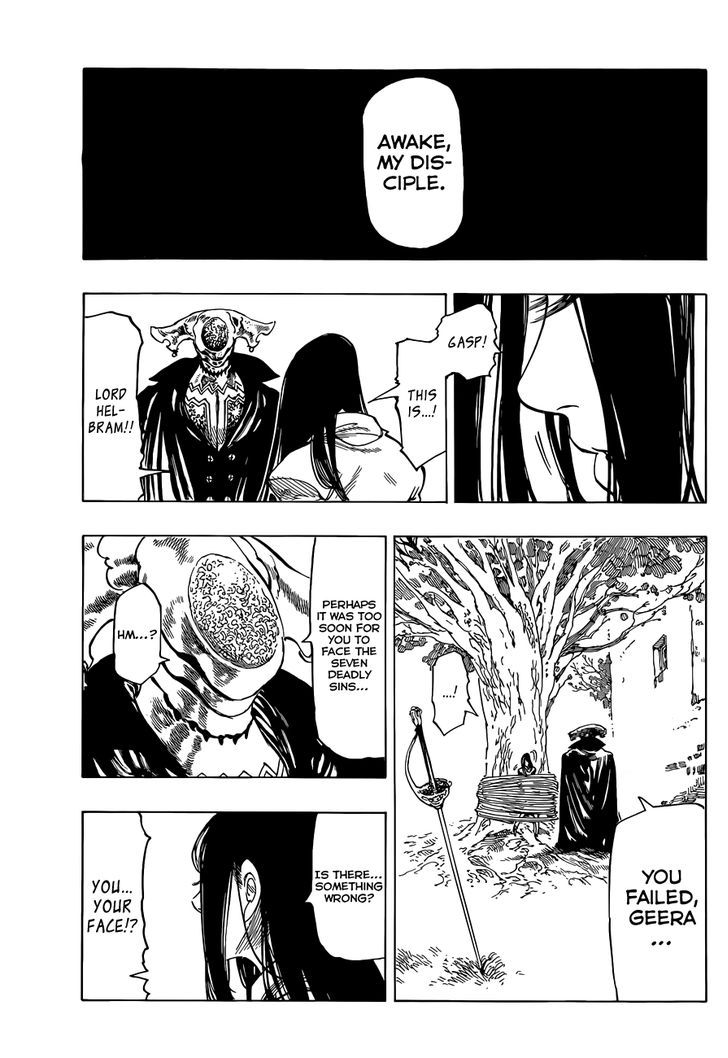 AWAKE,
MY DIS-
CIPLE.
GASP!
THIS
IS...!
LORD
HEL-
BRAM!!
YOU
FAILED,
GEERA
...
...!
PERHAPS
IT WAS TOO
SOON FOR
YOU TO
FACE THE
SEVEN
DEADLY
SINS...
HM...?
IS THERE...
SOMETHING
WRONG?
YOU...
YOUR
FACE!?